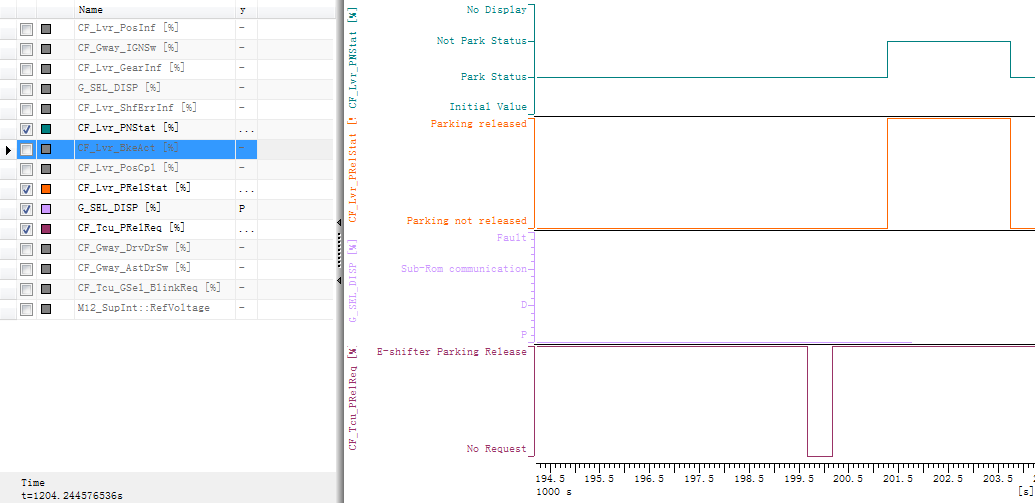 Name y
CF_Lvr_PosInf [%] -
CF_Gway_IGNSw [%] -
CF_Lvr_GearInf [%] -
G_SEL_DISP [%] -
CF_Lvr_ShfErrInf [%] -
CF_Lvr_PNStat [%] ...
CF_Lvr_BkeAct [%] -
CF_Lvr_PosCpl [%] -
CF_Lvr_PRelStat [%] ...
G_SEL_DISP [%] P
CF_Tcu_PRelReq [%] ...
CF_Gway_DrvDrSw [%] -
CF_Gway_AstDrSw [%] -
CF_Tcu_GSel_BlinkReq [%] -
M12_SupInt::RefVoltage -
Time
t=1204.244576536s
CF_Lvr_PNStat [%]
No Display
Not Park Status
Park Status
Initial Value
CF_Lvr_PRelStat [%
Parking released
Parking not released
G_SEL_DISP [%]
Fault
Sub-Rom communication
D
P
CF_Tcu_PRelReq [%
E-shifter Parking Release
No Request
194.5 195.5 196.5 197.5 198.5 199.5 200.5 201.5 202.5 203.5
1000 s [s]